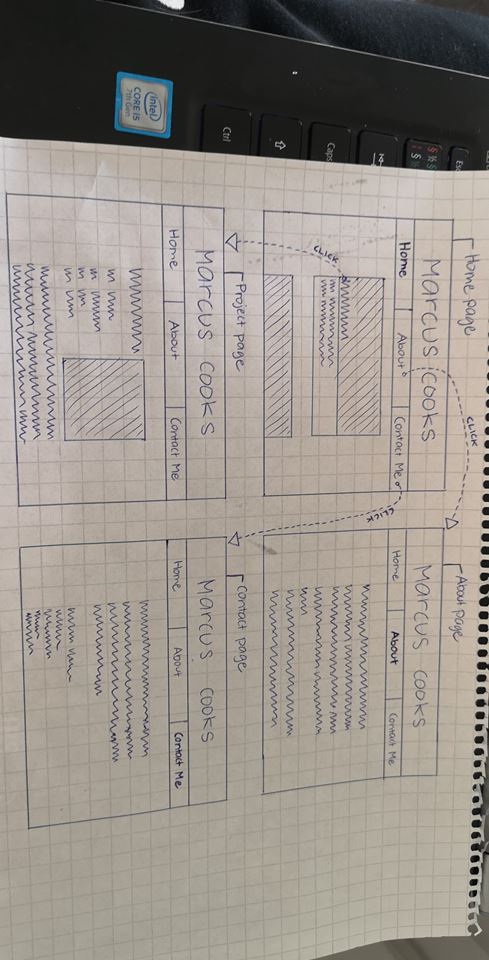 Home page
CLICK
About page
Marcus cooks
Home About Contact Me
CLICK
CLICK
Marcus cooks
Home About Contact Me
Project page
Marcus cooks
Home About Contact Me
Contact page
Marcus cooks
Home About Contact Me
Esc
Caps
Ctrl
intel
CORE i5
7th Gen